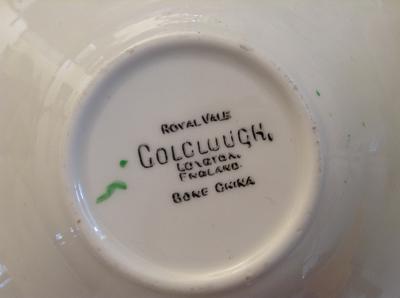 ROYAL VALE
COLCLOUGH,
LONGTON,
ENGLAND.
BONE CHINA